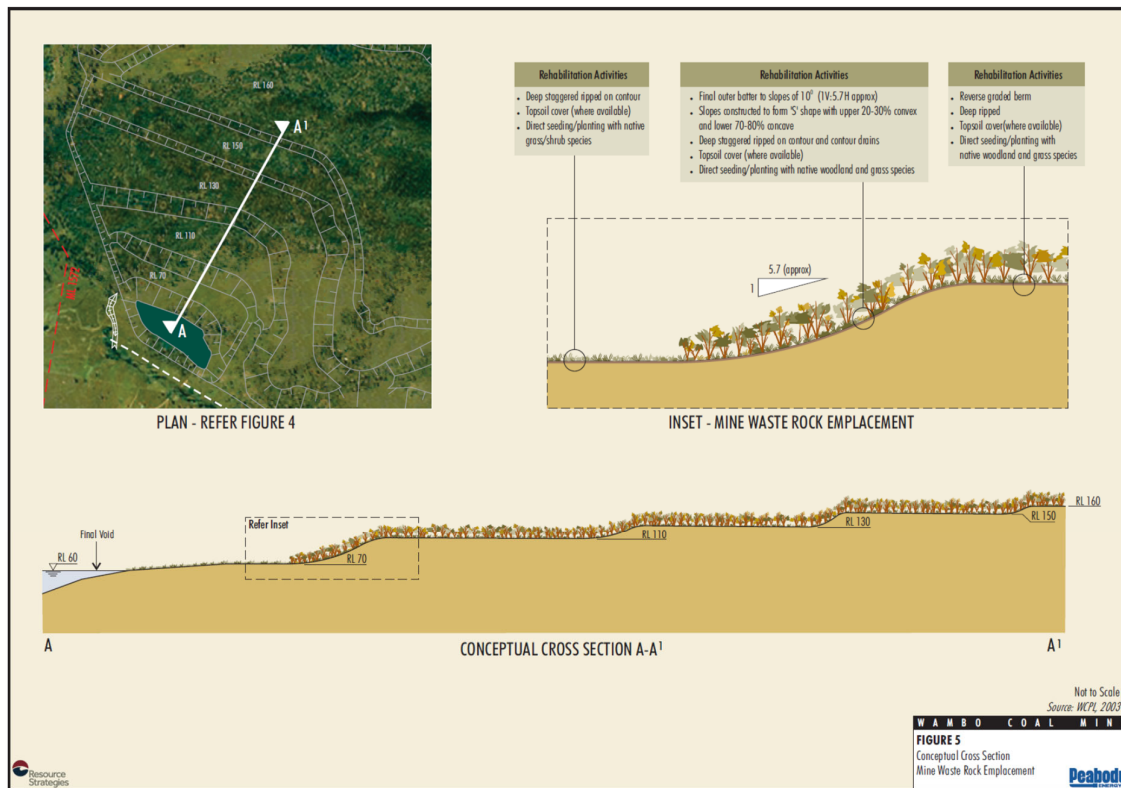 RL 160
A¹
RL 150
RL 130
RL 110
RL 70
A
PLAN - REFER FIGURE 4
Rehabilitation Activities
• Deep staggered ripped on contour
• Topsoil cover (where available)
• Direct seeding/planting with native
grass/shrub species
Rehabilitation Activities
• Final outer batter to slopes of 10⁰ (1V:5.7H approx)
• Slopes constructed to form 'S' shape with upper 20-30% convex
and lower 70-80% concave
• Deep staggered ripped on contour and contour drains
• Topsoil cover (where available)
• Direct seeding/planting with native woodland and grass species
Rehabilitation Activities
• Reverse graded berm
• Deep ripped
• Topsoil cover(where available)
• Direct seeding/planting with
native woodland and grass species
5.7 (approx)
1
INSET - MINE WASTE ROCK EMPLACEMENT
Final Void
RL 60
Refer Inset
RL 70
RL 110
RL 130
RL 150
RL 160
A
CONCEPTUAL CROSS SECTION A-A¹
A¹
Not to Scale
Source: WCPL, 2003
WAMBO COAL MIN
FIGURE 5
Conceptual Cross Section
Mine Waste Rock Emplacement
Peabody
ENERGY
Resource
Strategies